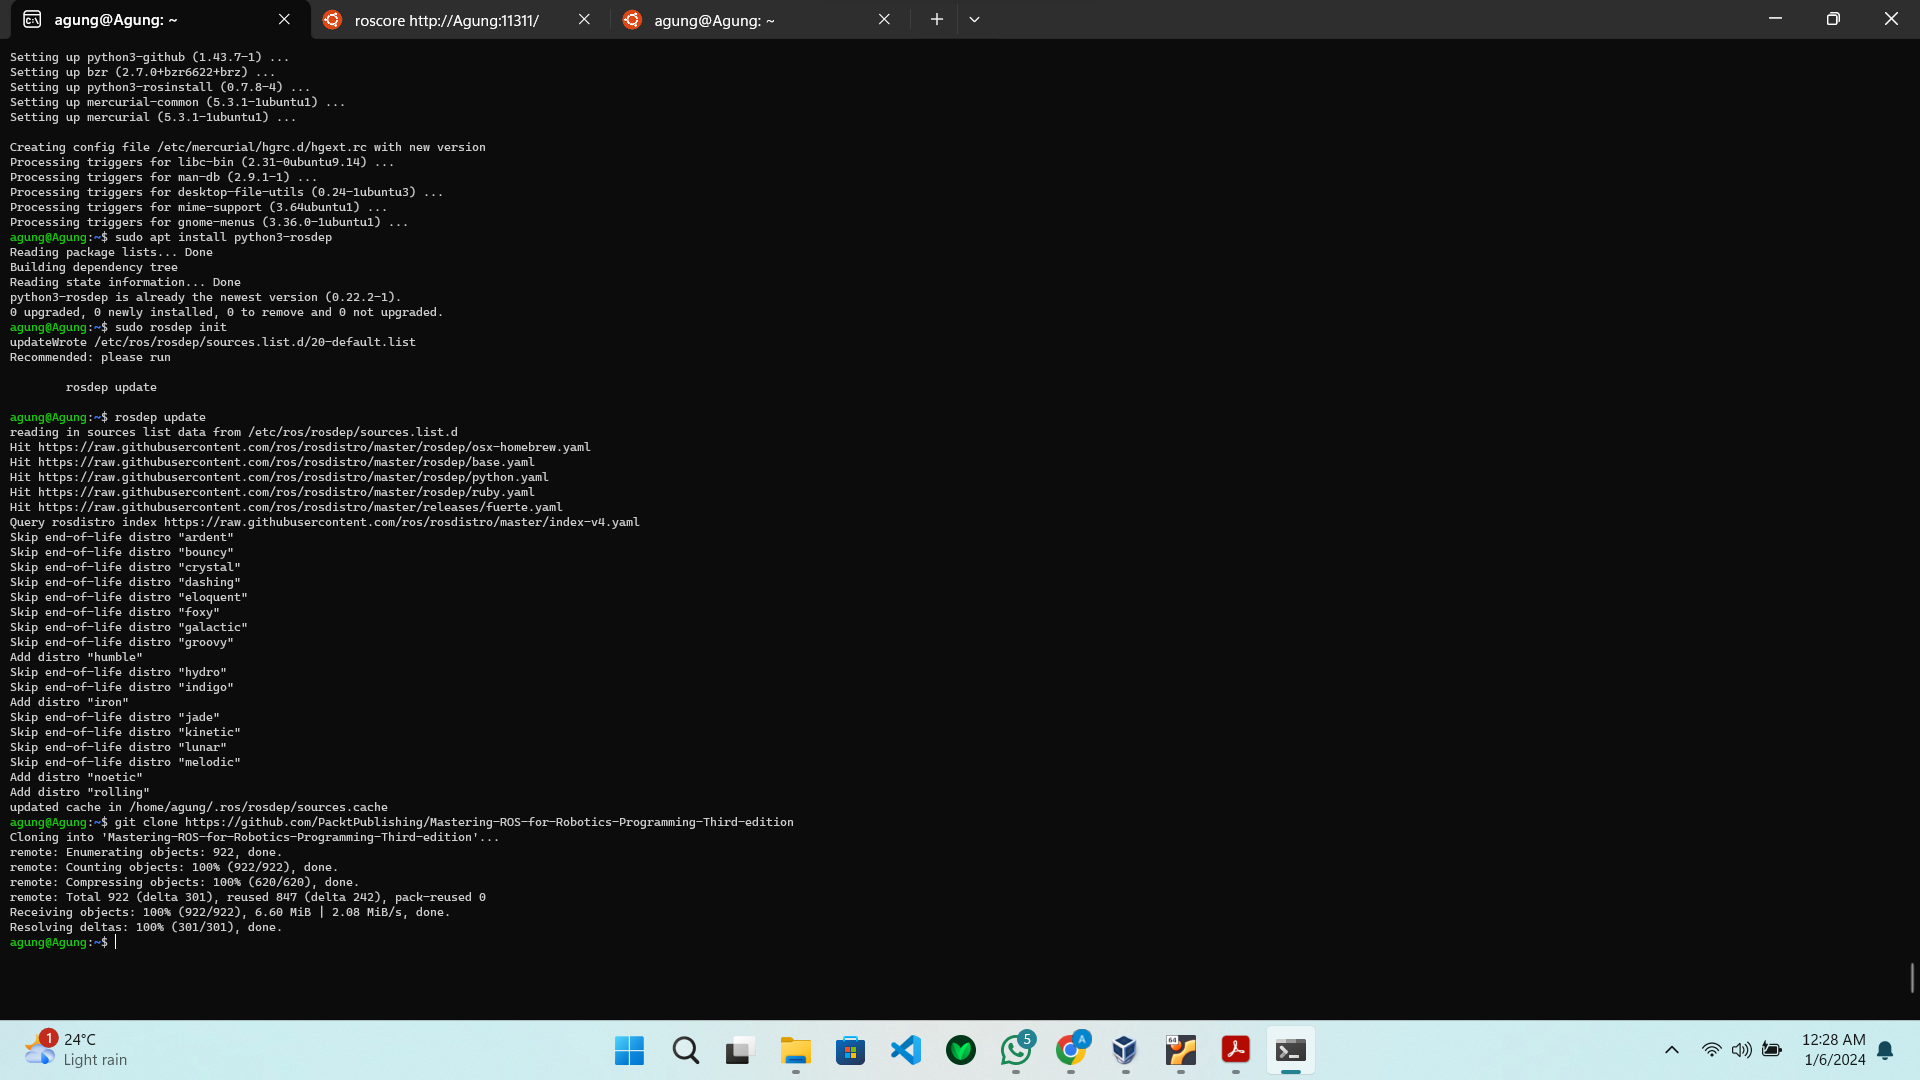 agung@Agung: ~
roscore http://Agung:11311/
agung@Agung: ~
Setting up python3-github (1.43.7-1) ...
Setting up bzr (2.7.0+bzr6622+brz) ...
Setting up python3-rosinstall (0.7.8-4) ...
Setting up mercurial-common (5.3.1-1ubuntu1) ...
Setting up mercurial (5.3.1-1ubuntu1) ...
Creating config file /etc/mercurial/hgrc.d/hgext.rc with new version
Processing triggers for libc-bin (2.31-0ubuntu9.14) ...
Processing triggers for man-db (2.9.1-1) ...
Processing triggers for desktop-file-utils (0.24-1ubuntu3) ...
Processing triggers for mime-support (3.64ubuntu1) ...
Processing triggers for gnome-menus (3.36.0-1ubuntu1) ...
agung@Agung:~$ sudo apt install python3-rosdep
Reading package lists... Done
Building dependency tree
Reading state information... Done
python3-rosdep is already the newest version (0.22.2-1).
0 upgraded, 0 newly installed, 0 to remove and 0 not upgraded.
agung@Agung:~$ sudo rosdep init
updateWrote /etc/ros/rosdep/sources.list.d/20-default.list
Recommended: please run
rosdep update
agung@Agung:~$ rosdep update
reading in sources list data from /etc/ros/rosdep/sources.list.d
Hit https://raw.githubusercontent.com/ros/rosdistro/master/rosdep/osx-homebrew.yaml
Hit https://raw.githubusercontent.com/ros/rosdistro/master/rosdep/base.yaml
Hit https://raw.githubusercontent.com/ros/rosdistro/master/rosdep/python.yaml
Hit https://raw.githubusercontent.com/ros/rosdistro/master/rosdep/ruby.yaml
Hit https://raw.githubusercontent.com/ros/rosdistro/master/releases/fuerte.yaml
Query rosdistro index https://raw.githubusercontent.com/ros/rosdistro/master/index-v4.yaml
Skip end-of-life distro "ardent"
Skip end-of-life distro "bouncy"
Skip end-of-life distro "crystal"
Skip end-of-life distro "dashing"
Skip end-of-life distro "eloquent"
Skip end-of-life distro "foxy"
Skip end-of-life distro "galactic"
Skip end-of-life distro "groovy"
Add distro "humble"
Skip end-of-life distro "hydro"
Skip end-of-life distro "indigo"
Add distro "iron"
Skip end-of-life distro "jade"
Skip end-of-life distro "kinetic"
Skip end-of-life distro "lunar"
Skip end-of-life distro "melodic"
Add distro "noetic"
Add distro "rolling"
updated cache in /home/agung/.ros/rosdep/sources.cache
agung@Agung:~$ git clone https://github.com/PacktPublishing/Mastering-ROS-for-Robotics-Programming-Third-edition
Cloning into 'Mastering-ROS-for-Robotics-Programming-Third-edition'...
remote: Enumerating objects: 922, done.
remote: Counting objects: 100% (922/922), done.
remote: Compressing objects: 100% (620/620), done.
remote: Total 922 (delta 301), reused 847 (delta 242), pack-reused 0
Receiving objects: 100% (922/922), 6.60 MiB | 2.08 MiB/s, done.
Resolving deltas: 100% (301/301), done.
agung@Agung:~$
1
24°C
Light rain
5
A
64
12:28 AM
1/6/2024